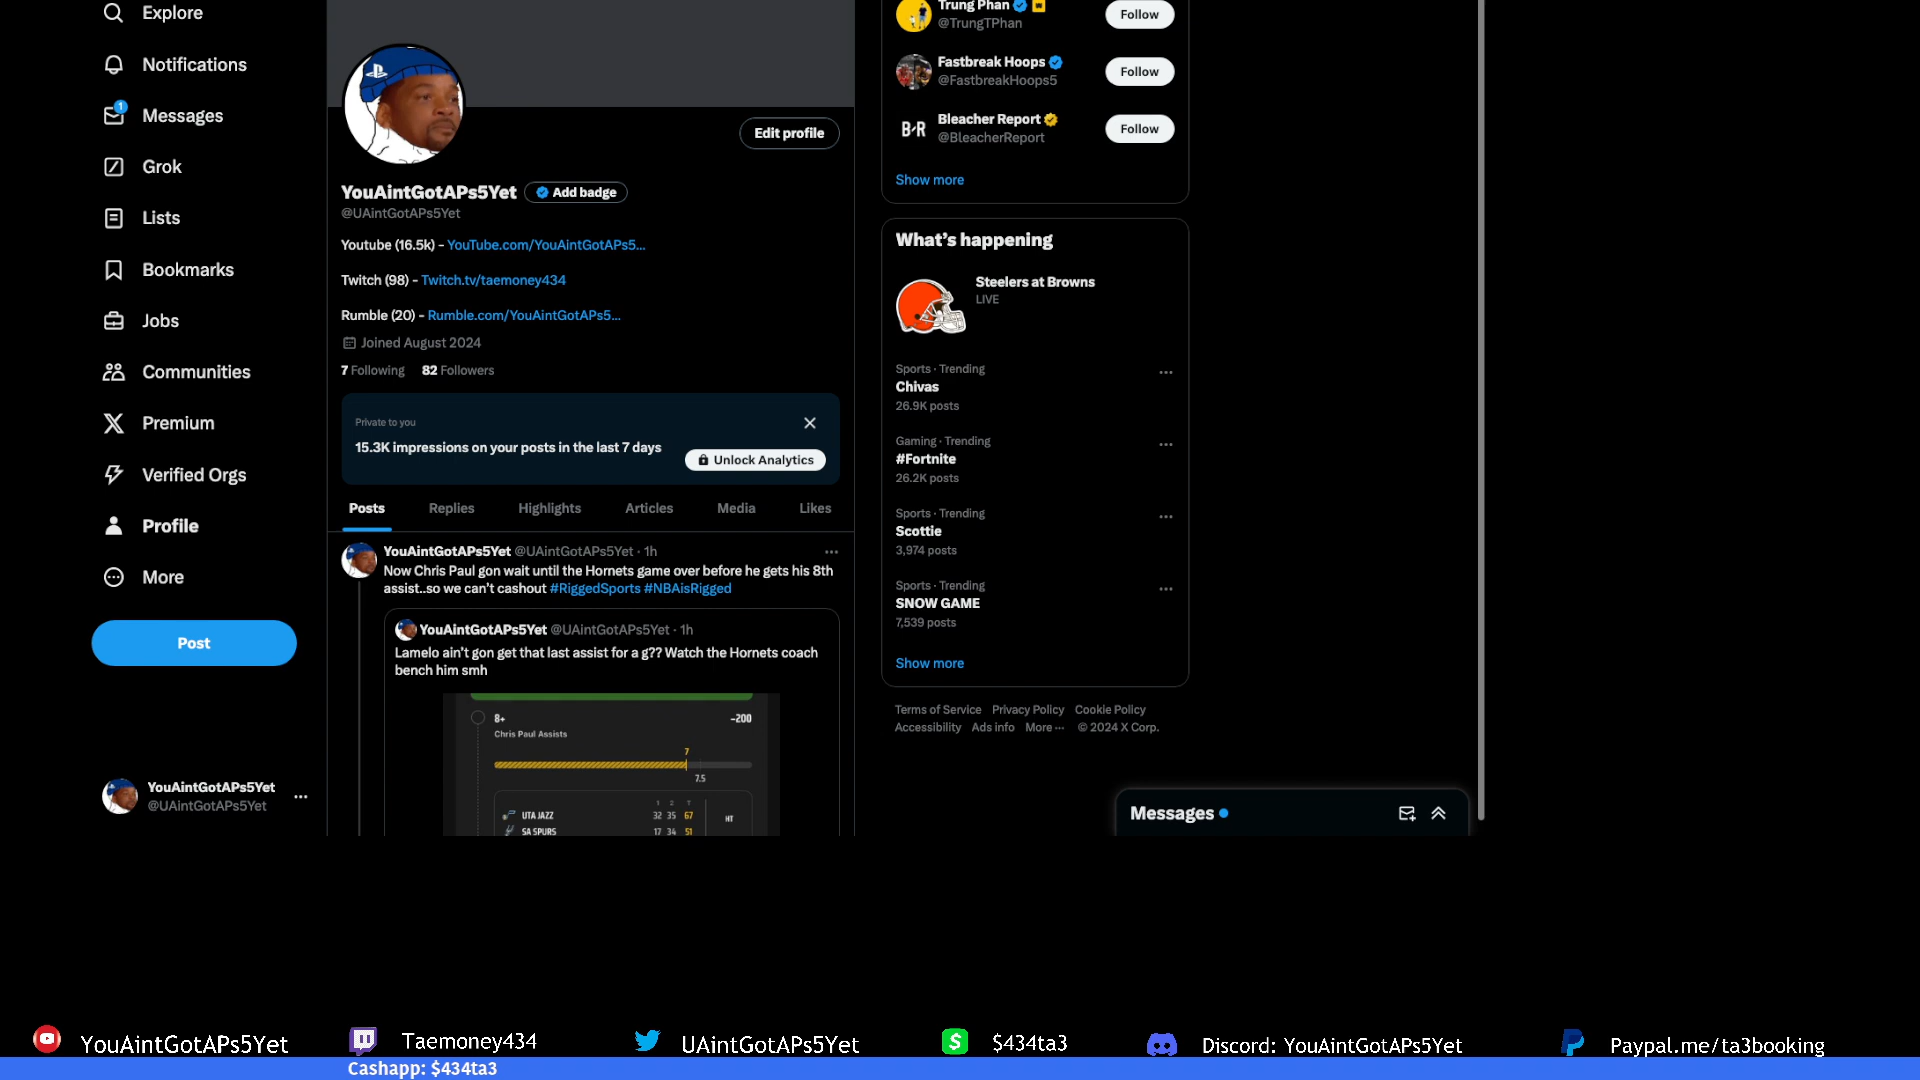 Explore
Notifications
1
Messages
Grok
Lists
Bookmarks
Jobs
Communities
Premium
Verified Orgs
Profile
More
Post
YouAintGotAPs5Yet
@UAintGotAPs5Yet
Edit profile
YouAintGotAPs5Yet Add badge
@UAintGotAPs5Yet
Youtube (16.5k) - YouTube.com/YouAintGotAPs5...
Twitch (98) - Twitch.tv/taemoney434
Rumble (20) - Rumble.com/YouAintGotAPs5...
Joined August 2024
7 Following 82 Followers
Private to you
15.3K impressions on your posts in the last 7 days
Unlock Analytics
Posts Replies Highlights Articles Media Likes
YouAintGotAPs5Yet @UAintGotAPs5Yet · 1h
Now Chris Paul gon wait until the Hornets game over before he gets his 8th
assist..so we can't cashout #RiggedSports #NBAisRigged
YouAintGotAPs5Yet @UAintGotAPs5Yet · 1h
Lamelo ain't gon get that last assist for a g?? Watch the Hornets coach
bench him smh
8+ -200
Chris Paul Assists
7
7.5
1 2 T
UTA JAZZ 32 35 67 HT
SA SPURS 17 34 51
Trung Phan
@TrungTPhan
Follow
Fastbreak Hoops
@FastbreakHoops5
Follow
B/R
Bleacher Report
@BleacherReport
Follow
Show more
What's happening
Steelers at Browns
LIVE
Sports · Trending
Chivas
26.9K posts
Gaming · Trending
#Fortnite
26.2K posts
Sports · Trending
Scottie
3,974 posts
Sports · Trending
SNOW GAME
7,539 posts
Show more
Terms of Service Privacy Policy Cookie Policy
Accessibility Ads info More ··· © 2024 X Corp.
Messages
YouAintGotAPs5Yet Taemoney434 UAintGotAPs5Yet $434ta3 Discord: YouAintGotAPs5Yet Paypal.me/ta3booking
Cashapp: $434ta3